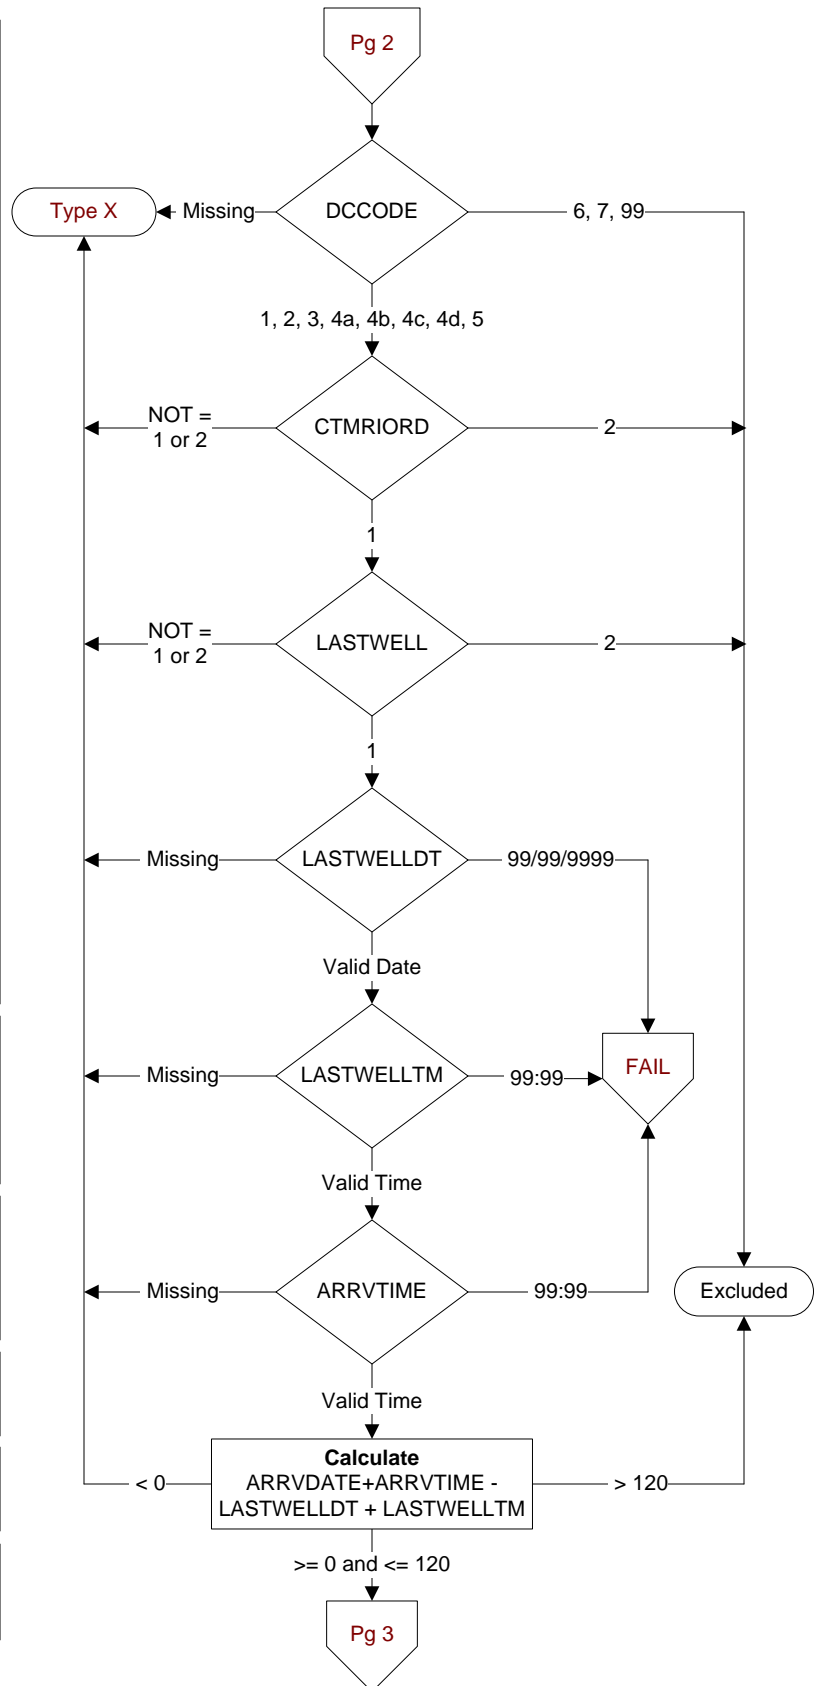 Pg 2
DCCODE
Type X
Missing
6, 7, 99
1, 2, 3, 4a, 4b, 4c, 4d, 5
NOT =
1 or 2
CTMRIORD
2
1
NOT =
1 or 2
LASTWELL
2
1
Missing
LASTWELLDT
99/99/9999
Valid Date
Missing
LASTWELLTM
99:99
FAIL
Valid Time
Missing
ARRVTIME
99:99
Excluded
Valid Time
Calculate
ARRVDATE+ARRVTIME -
LASTWELLDT + LASTWELLTM
< 0
> 120
>= 0 and <= 120
Pg 3